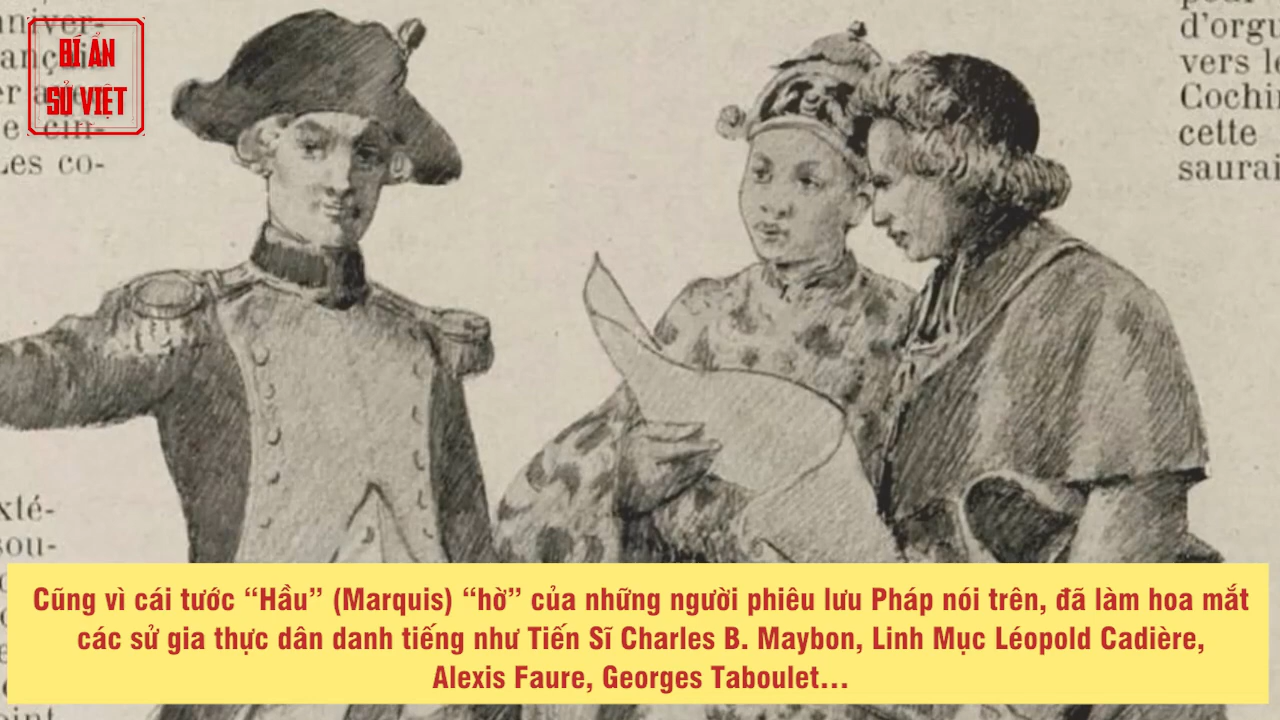 BÍ ẨN
SỬ VIỆT
Les co-
d'orgu
vers le
Cochin
cette
saurai
Cũng vì cái tước “Hầu” (Marquis) “hờ” của những người phiêu lưu Pháp nói trên, đã làm hoa mắt
các sử gia thực dân danh tiếng như Tiến Sĩ Charles B. Maybon, Linh Mục Léopold Cadière,
Alexis Faure, Georges Taboulet...